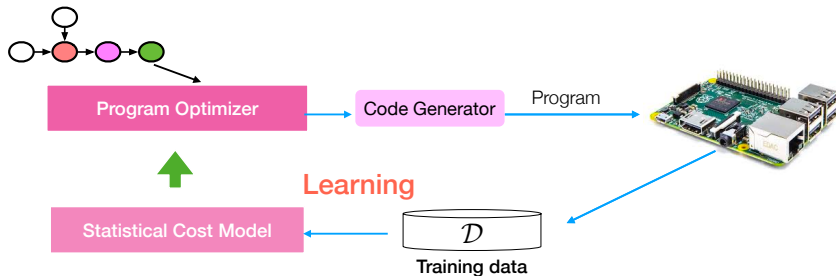 Program Optimizer
Code Generator
Program
Learning
Statistical Cost Model
𝒟
Training data